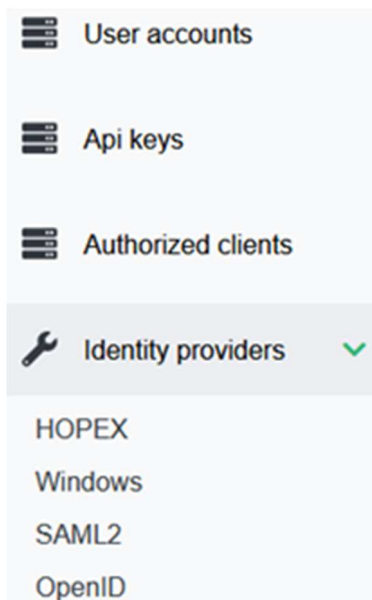 User accounts
Api keys
Authorized clients
Identity providers
HOPEX
Windows
SAML2
OpenID